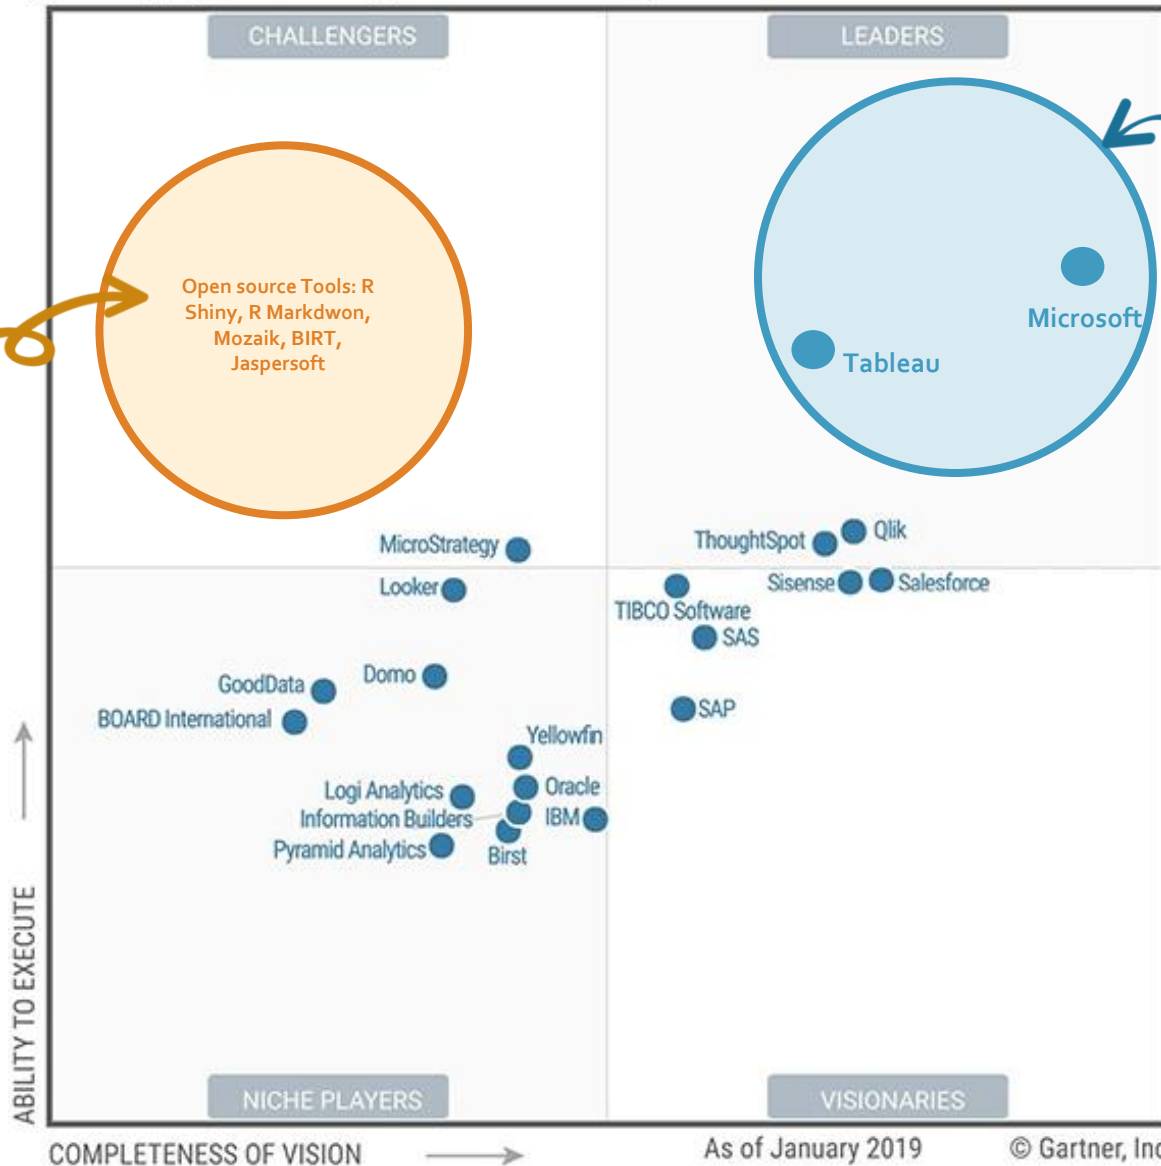 CHALLENGERS
LEADERS
Open source Tools: R
Shiny, R Markdwon,
Mozaik, BIRT,
Jaspersoft
Microsoft
Tableau
MicroStrategy
ThoughtSpot
Qlik
Looker
Sisense
Salesforce
TIBCO Software
SAS
Domo
GoodData
SAP
BOARD International
Yellowfin
Logi Analytics
Oracle
Information Builders
IBM
Pyramid Analytics
Birst
ABILITY TO EXECUTE
NICHE PLAYERS
VISIONARIES
COMPLETENESS OF VISION
As of January 2019
© Gartner, Inc